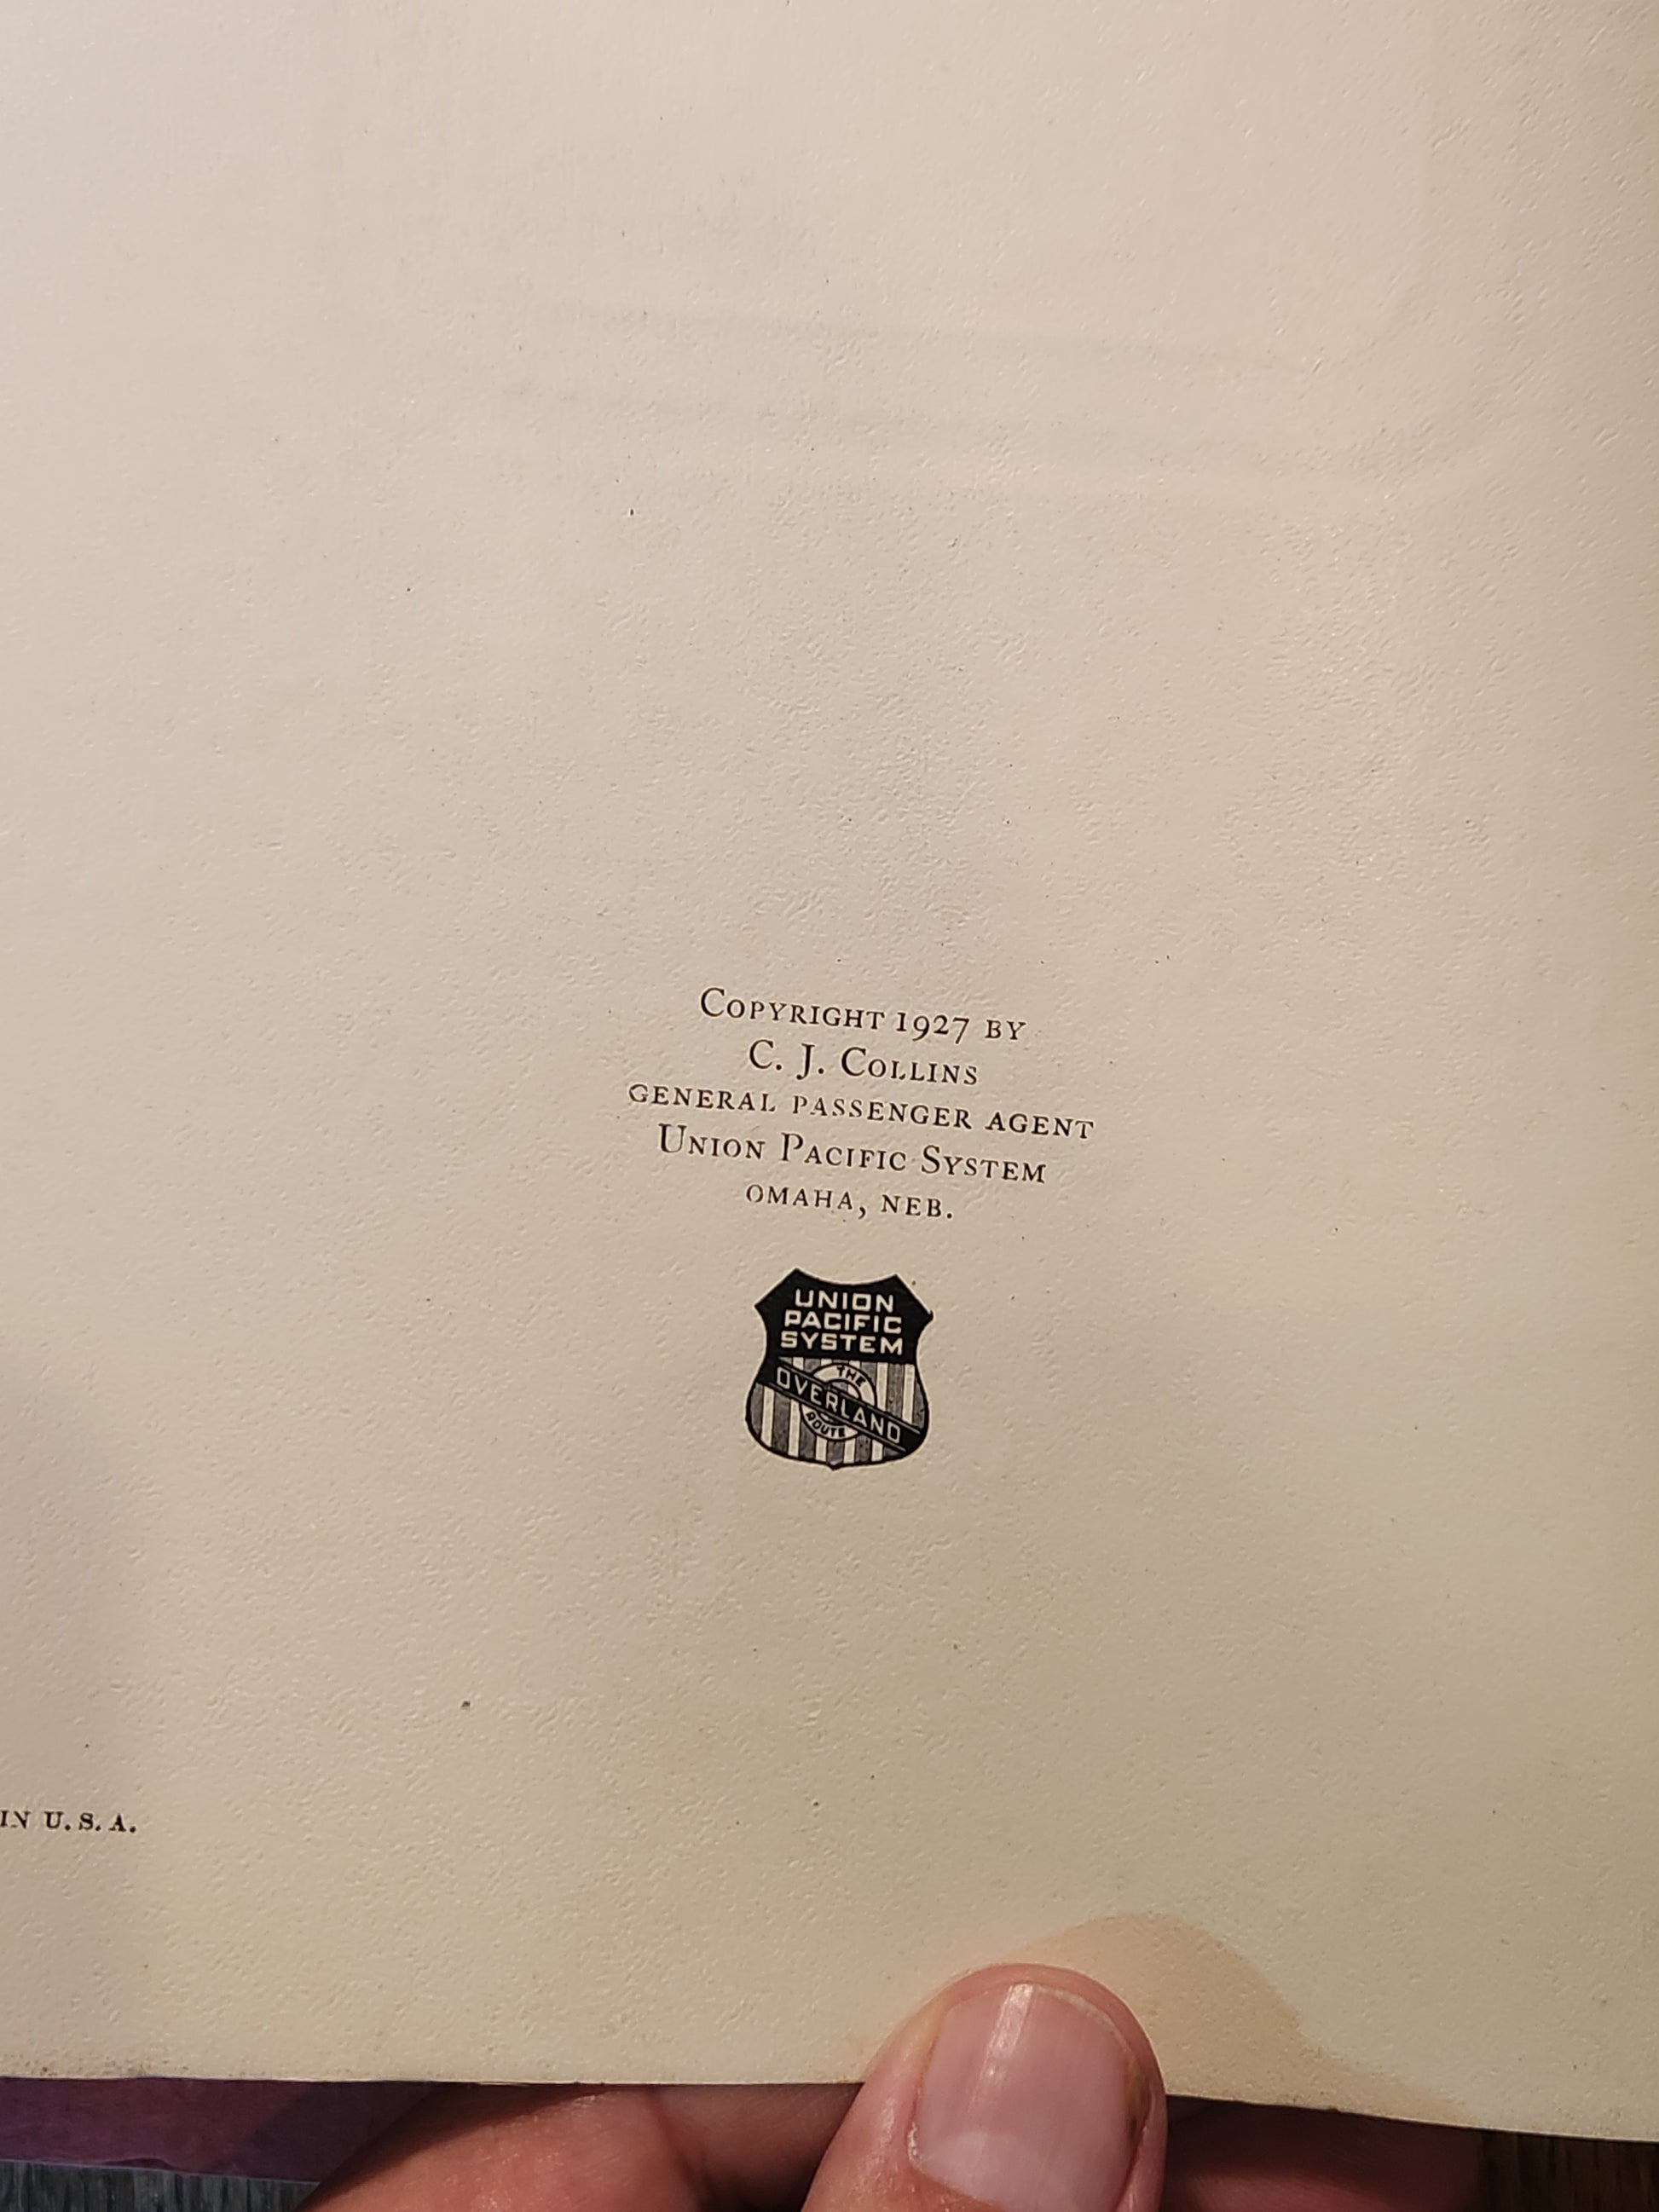 COPYRIGHT 1927 BY
C. J. COLLINS
GENERAL PASSENGER AGENT
UNION PACIFIC SYSTEM
OMAHA, NEB.
UNION
PACIFIC
SYSTEM
THE
OVERLAND
ROUTE
IN U. S. A.